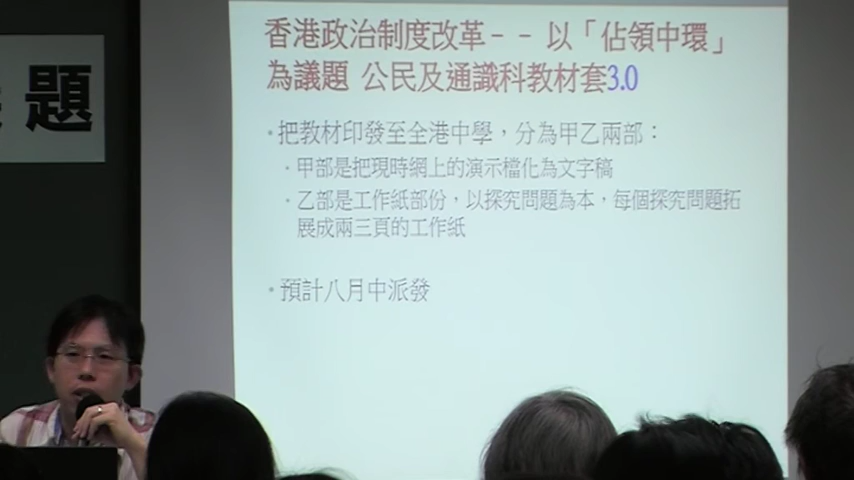 題
香港政治制度改革－－ 以「佔領中環」
為議題 公民及通識科教材套3.0
•把教材印發至全港中學，分為甲乙兩部：
•甲部是把現時網上的演示檔化為文字稿
•乙部是工作紙部份，以探究問題為本，每個探究問題拓
展成兩三頁的工作紙
•預計八月中派發